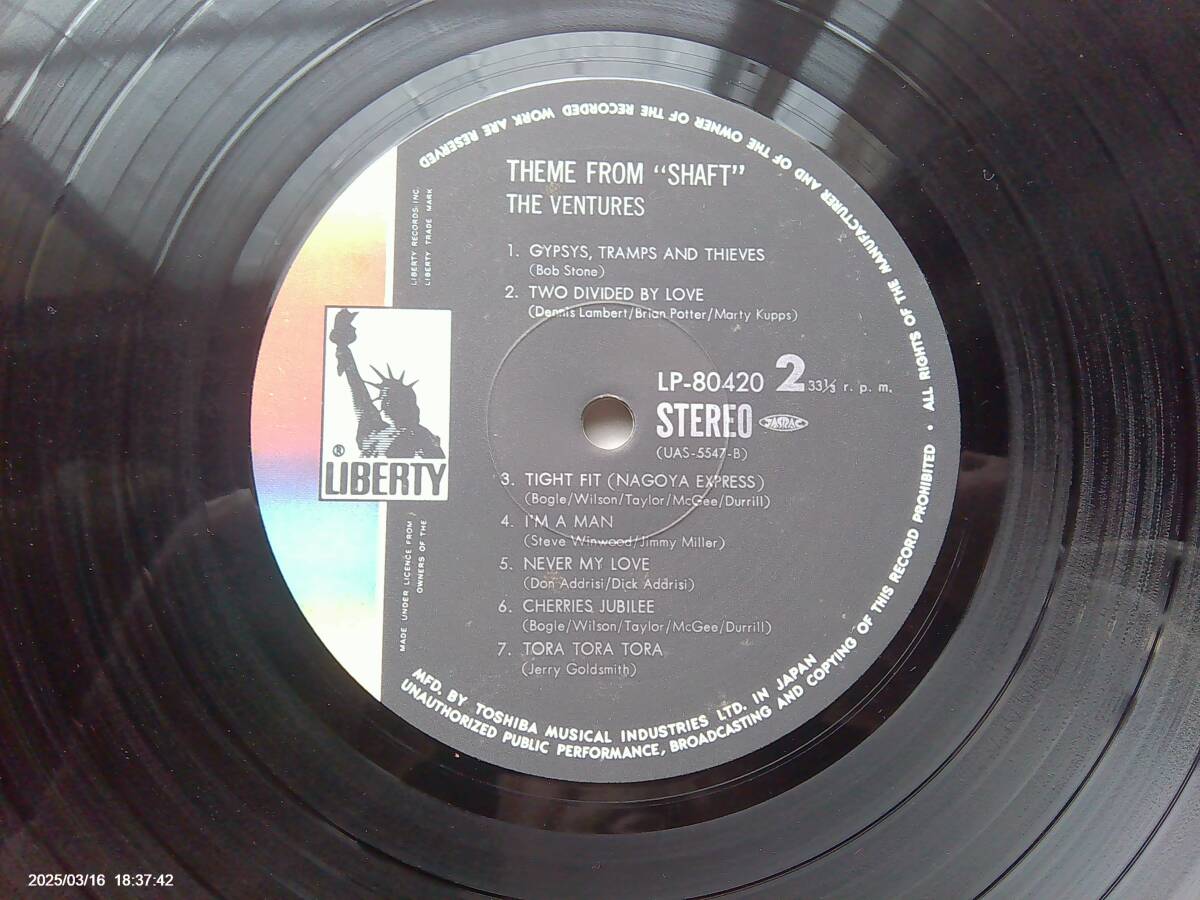 THEME FROM "SHAFT"
THE VENTURES
1. GYPSYS, TRAMPS AND THIEVES
(Bob Stone)
2. TWO DIVIDED BY LOVE
(Dennis Lambert/Brian Potter/Marty Kupps)
LP-80420 2 33⅓ r. p. m.
STEREO JASRAC
(UAS-5547-B)
3. TIGHT FIT (NAGOYA EXPRESS)
(Bogle/Wilson/Taylor/McGee/Durrill)
4. I'M A MAN
(Steve Winwood/Jimmy Miller)
5. NEVER MY LOVE
(Don Addrisi/Dick Addrisi)
6. CHERRIES JUBILEE
(Bogle/Wilson/Taylor/McGee/Durrill)
7. TORA TORA TORA
(Jerry Goldsmith)
® LIBERTY
MADE UNDER LICENCE FROM LIBERTY RECORDS INC.
OWNERS OF THE LIBERTY TRADE MARK
MFD. BY TOSHIBA MUSICAL INDUSTRIES LTD. IN JAPAN
UNAUTHORIZED PUBLIC PERFORMANCE, BROADCASTING AND COPYING OF THIS RECORD PROHIBITED • ALL RIGHTS OF THE MANUFACTURER AND OF THE OWNER OF THE RECORDED WORK ARE RESERVED
2025/03/16 18:37:42